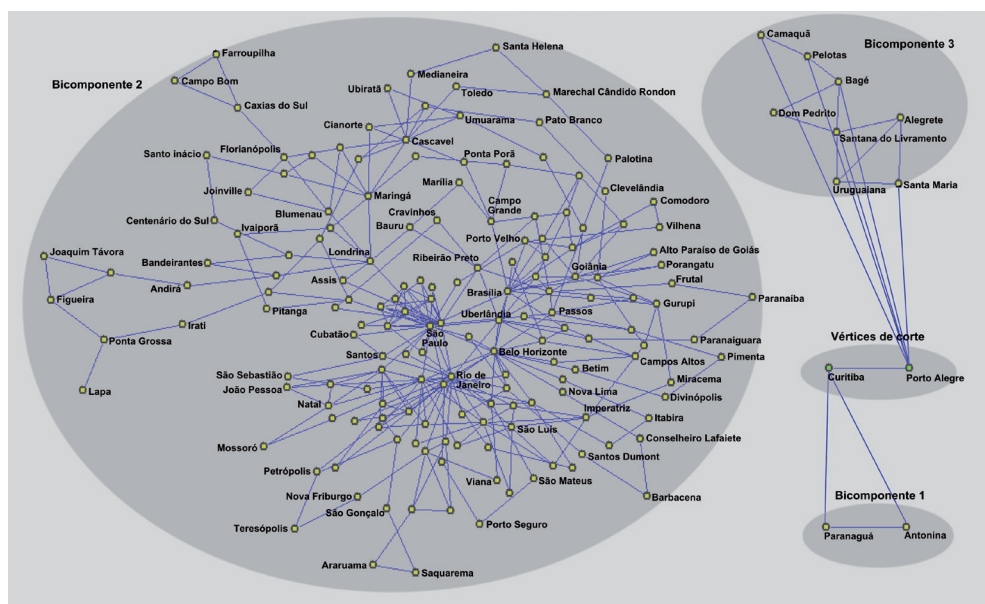 Bicomponente 2
Farroupilha
Campo Bom
Caxias do Sul
Santa Helena
Medianeira
Ubiratã
Toledo
Marechal Cândido Rondon
Cianorte
Umuarama
Pato Branco
Cascavel
Santo inácio
Florianópolis
Ponta Porã
Palotina
Joinville
Maringá
Marília
Clevelândia
Centenário do Sul
Blumenau
Cravinhos
Campo
Grande
Comodoro
Ivaiporã
Bauru
Porto Velho
Vilhena
Joaquim Távora
Bandeirantes
Londrina
Ribeirão Preto
Alto Paraíso de Goiás
Goiânia
Porangatu
Andirá
Assis
Brasília
Frutal
Figueira
Pitanga
Uberlândia
Passos
Gurupi
Paranaíba
Irati
Cubatão
São
Paulo
Ponta Grossa
Paranaiguara
Santos
Belo Horizonte
Campos Altos
Pimenta
Betim
São Sebastião
Rio de
Janeiro
Miracema
João Pessoa
Nova Lima
Divinópolis
Lapa
Natal
Imperatriz
Itabira
São Luis
Mossoró
Conselheiro Lafaiete
Santos Dumont
Petrópolis
Viana
São Mateus
Nova Friburgo
Barbacena
São Gonçalo
Teresópolis
Porto Seguro
Araruama
Saquarema
Camaquã
Bicomponente 3
Pelotas
Bagé
Dom Pedrito
Alegrete
Santana do Livramento
Uruguaiana
Santa Maria
Vértices de corte
Curitiba
Porto Alegre
Bicomponente 1
Paranaguá
Antonina